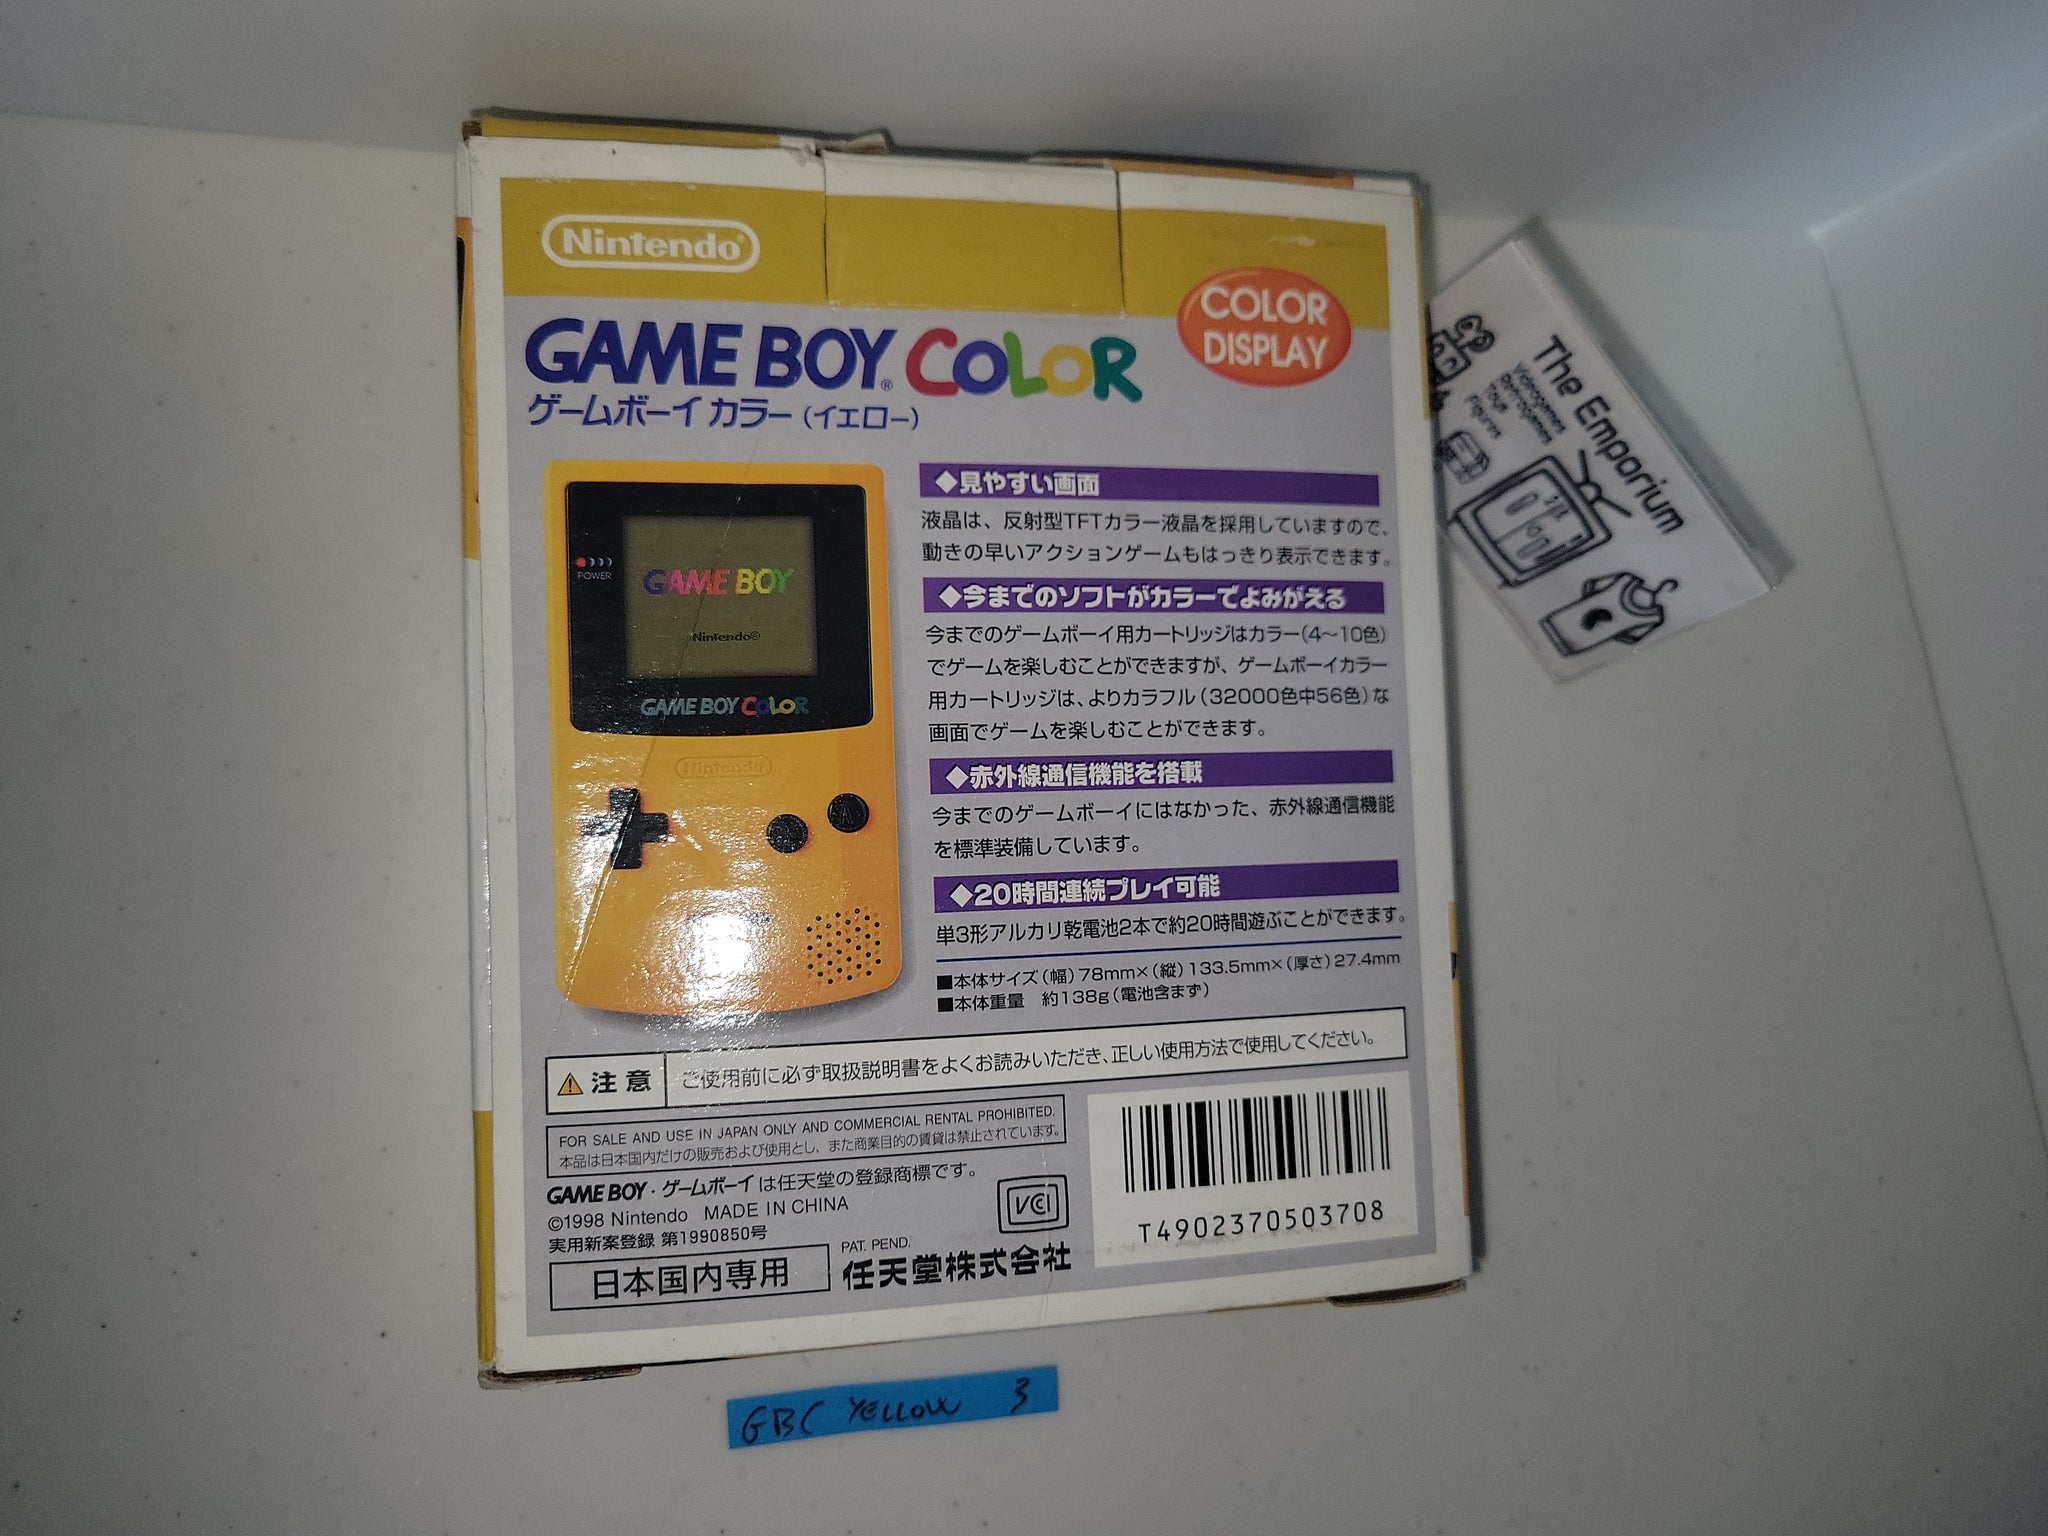 Nintendo®
COLOR
DISPLAY
GAME BOY® COLOR
ゲームボーイ カラー（イエロー）
POWER
GAME BOY
Nintendo®
GAME BOY COLOR
Nintendo
A
◆見やすい画面
液晶は、反射型TFTカラー液晶を採用していますので、
動きの早いアクションゲームもはっきり表示できます。
◆今までのソフトがカラーでよみがえる
今までのゲームボーイ用カートリッジはカラー（4〜10色）
でゲームを楽しむことができますが、ゲームボーイカラー
用カートリッジは、よりカラフル（32000色中56色）な
画面でゲームを楽しむことができます。
◆赤外線通信機能を搭載
今までのゲームボーイにはなかった、赤外線通信機能
を標準装備しています。
◆20時間連続プレイ可能
単3形アルカリ乾電池2本で約20時間遊ぶことができます。
■本体サイズ（幅）78mm×（縦）133.5mm×（厚さ）27.4mm
■本体重量 約138g（電池含まず）
⚠注意
ご使用前に必ず取扱説明書をよくお読みいただき、正しい使用方法で使用してください。
FOR SALE AND USE IN JAPAN ONLY AND COMMERCIAL RENTAL PROHIBITED.
本品は日本国内だけの販売および使用とし、また商業目的の賃貸は禁止されています。
GAME BOY・ゲームボーイは任天堂の登録商標です。
©1998 Nintendo MADE IN CHINA
実用新案登録 第1990850号
日本国内専用
VCCI
PAT. PEND.
任天堂株式会社
T4902370503708
The Emporium
Videogames
Retrogames
Toys
Figures
GBC YELLOW 3